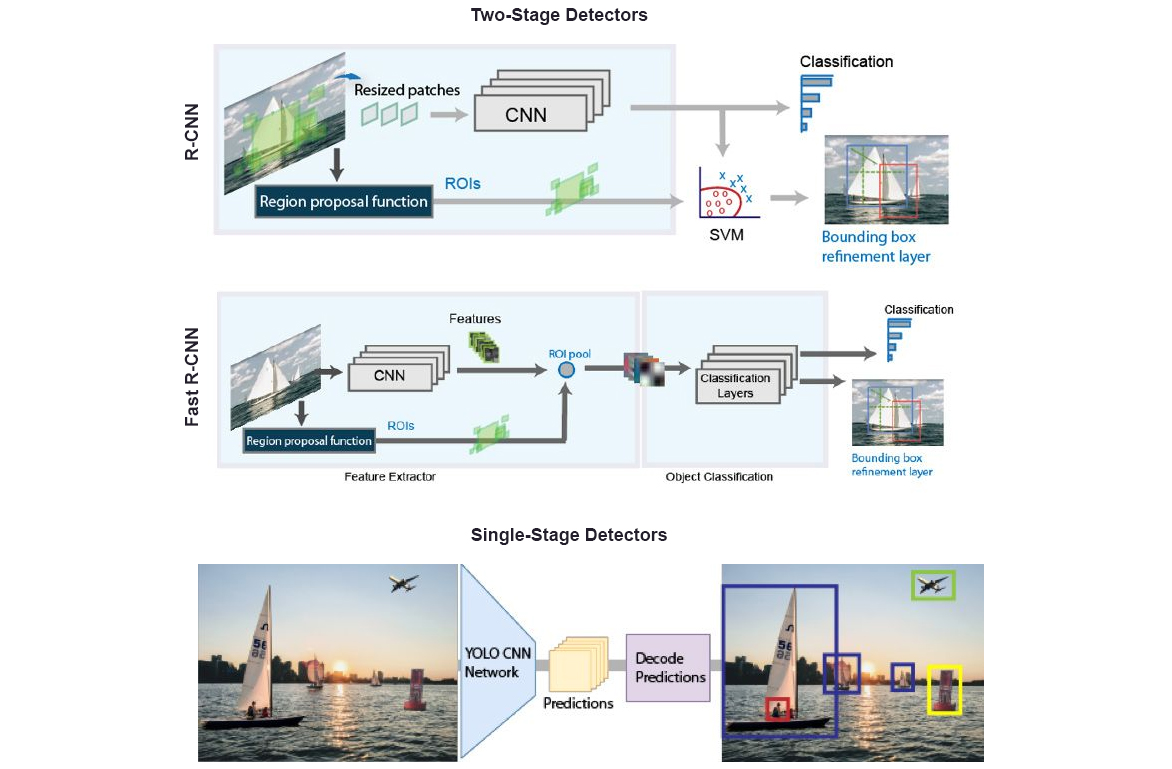 Two-Stage Detectors
R-CNN
Resized patches
CNN
Classification
Region proposal function
ROIs
SVM
Bounding box
refinement layer
Fast R-CNN
Features
CNN
ROI pool
Classification
Layers
Classification
Region proposal function
ROIs
Bounding box
refinement layer
Feature Extractor
Object Classification
Single-Stage Detectors
YOLO CNN
Network
Predictions
Decode
Predictions